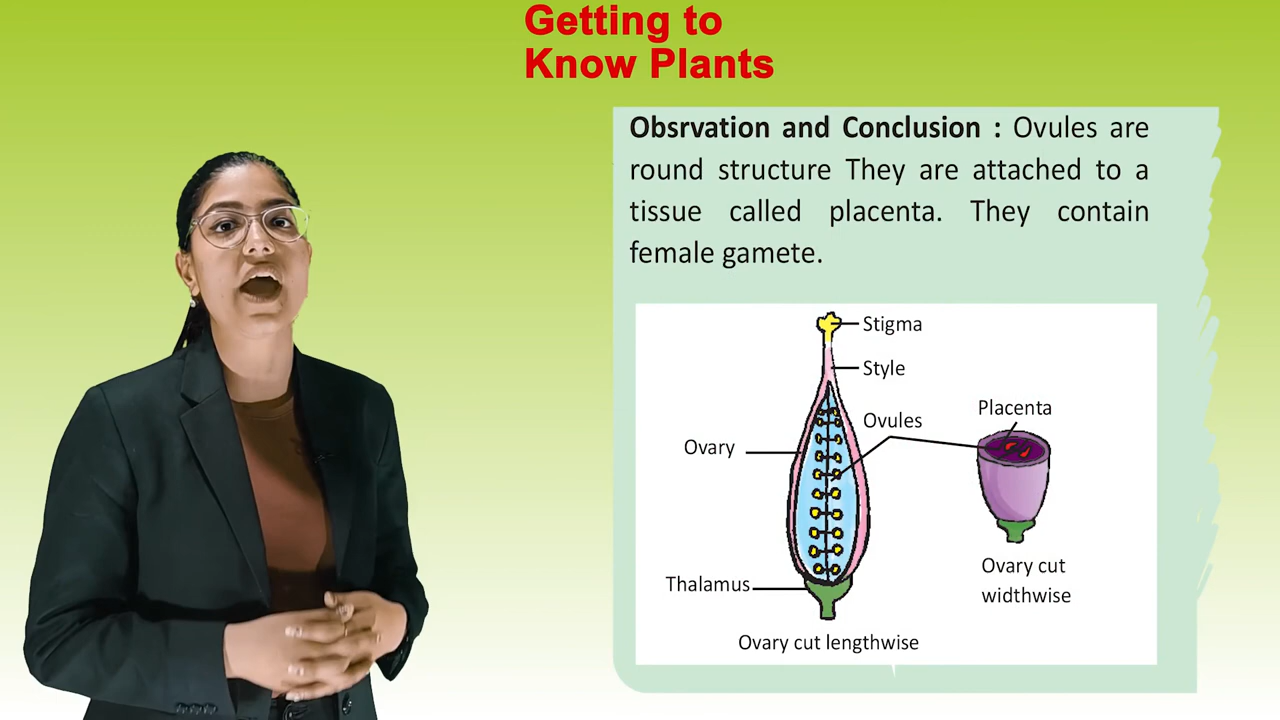 Getting to
Know Plants
Obsrvation and Conclusion : Ovules are
round structure They are attached to a
tissue called placenta. They contain
female gamete.
Stigma
Style
Placenta
Ovules
Ovary
Thalamus
Ovary cut
widthwise
Ovary cut lengthwise